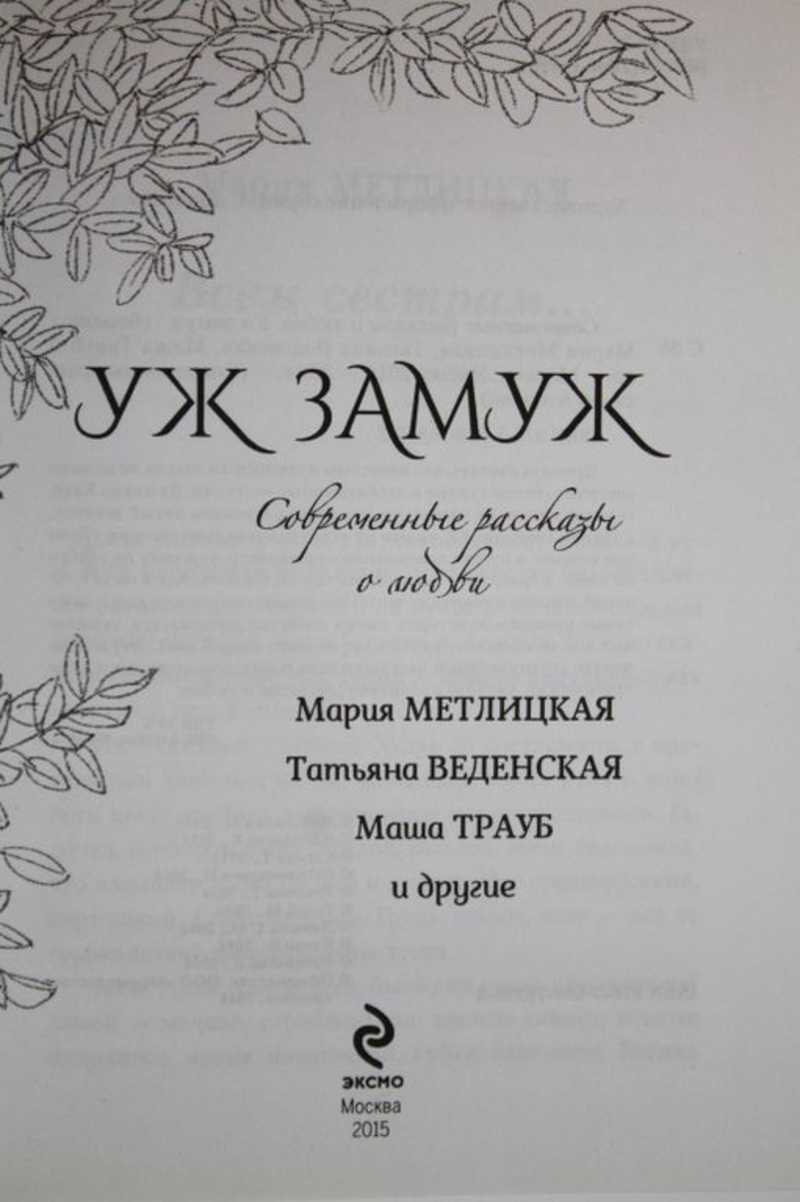 УЖ ЗАМУЖ
Современные рассказы
о любви
Мария МЕТЛИЦКАЯ
Татьяна ВЕДЕНСКАЯ
Маша ТРАУБ
и другие
ЭКСМО
Москва
2015